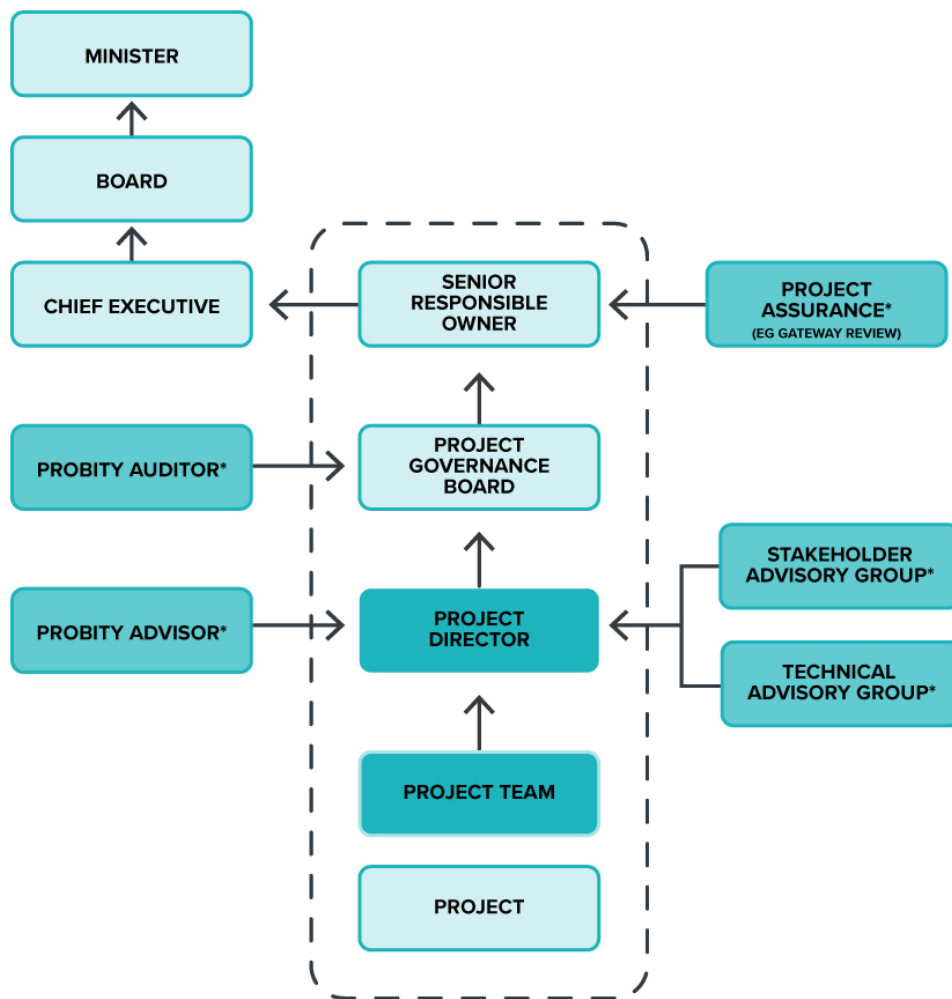 MINISTER
BOARD
CHIEF EXECUTIVE
SENIOR
RESPONSIBLE
OWNER
PROJECT
ASSURANCE*
(EG GATEWAY REVIEW)
PROBITY AUDITOR*
PROJECT
GOVERNANCE
BOARD
STAKEHOLDER
ADVISORY GROUP*
PROBITY ADVISOR*
PROJECT
DIRECTOR
TECHNICAL
ADVISORY GROUP*
PROJECT TEAM
PROJECT